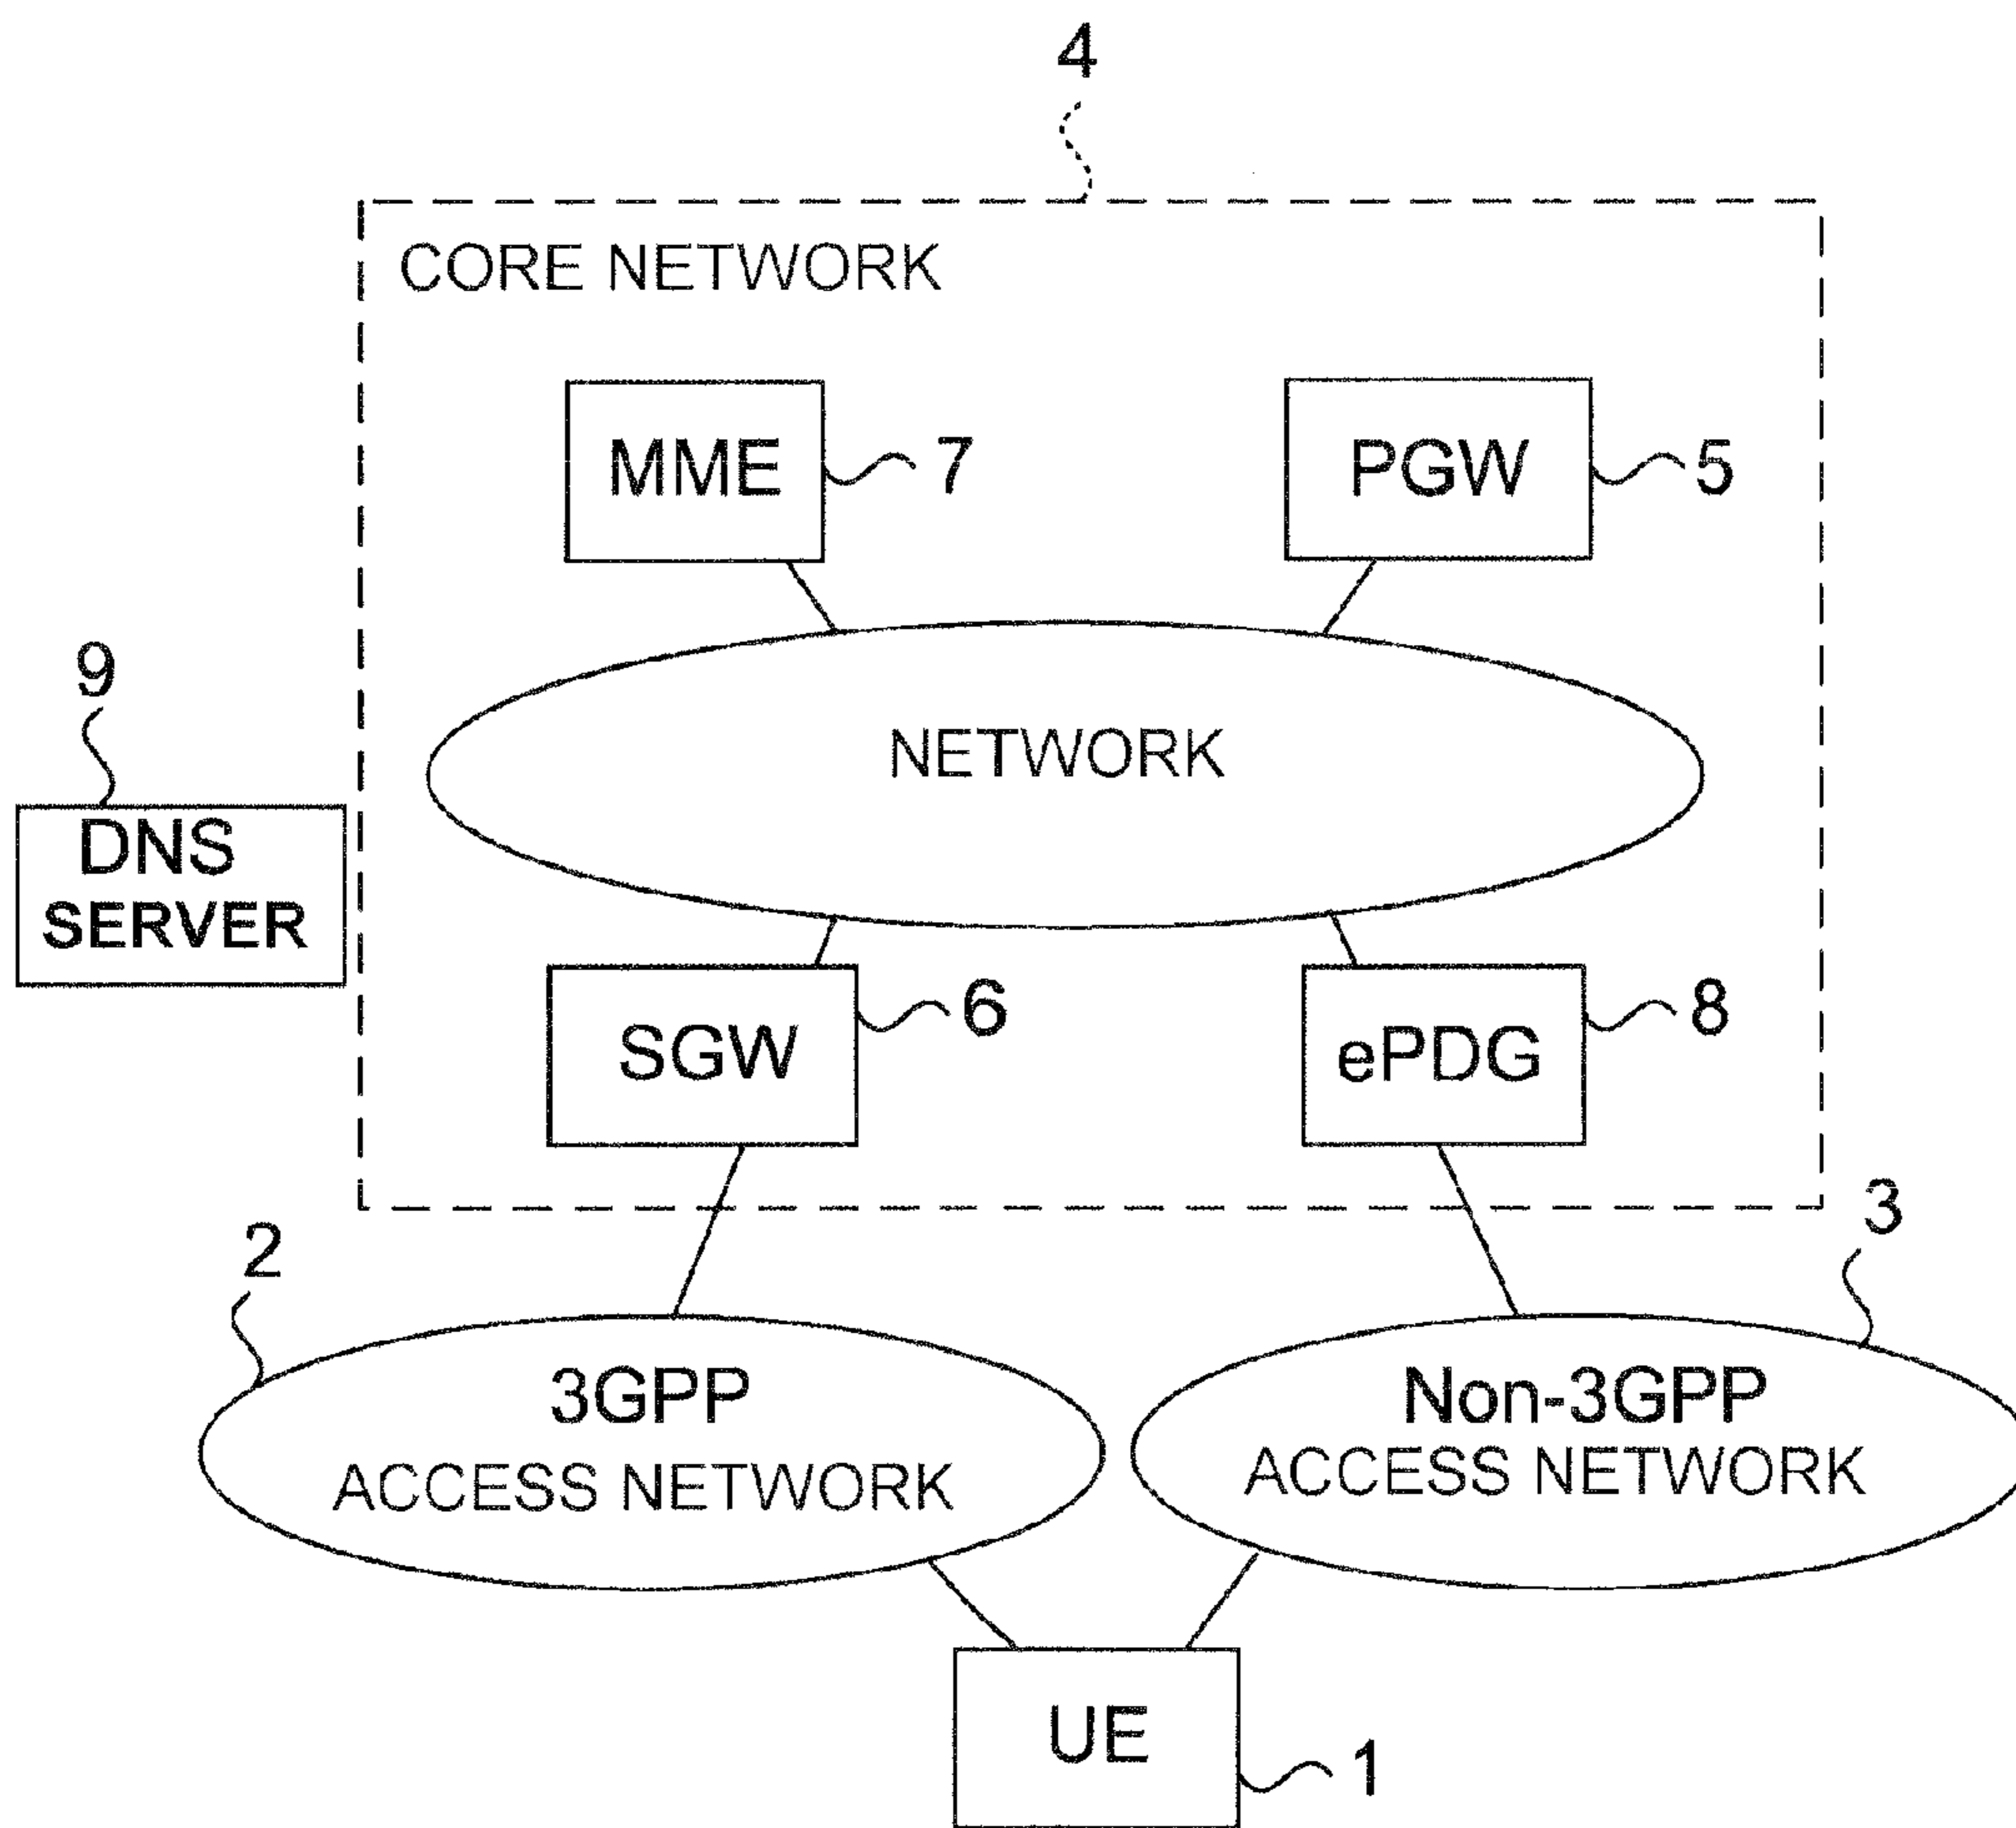 4
CORE NETWORK
MME
7
PGW
5
9
NETWORK
DNS
SERVER
SGW
6
ePDG
8
2
3
3GPP
ACCESS NETWORK
Non-3GPP
ACCESS NETWORK
UE
1